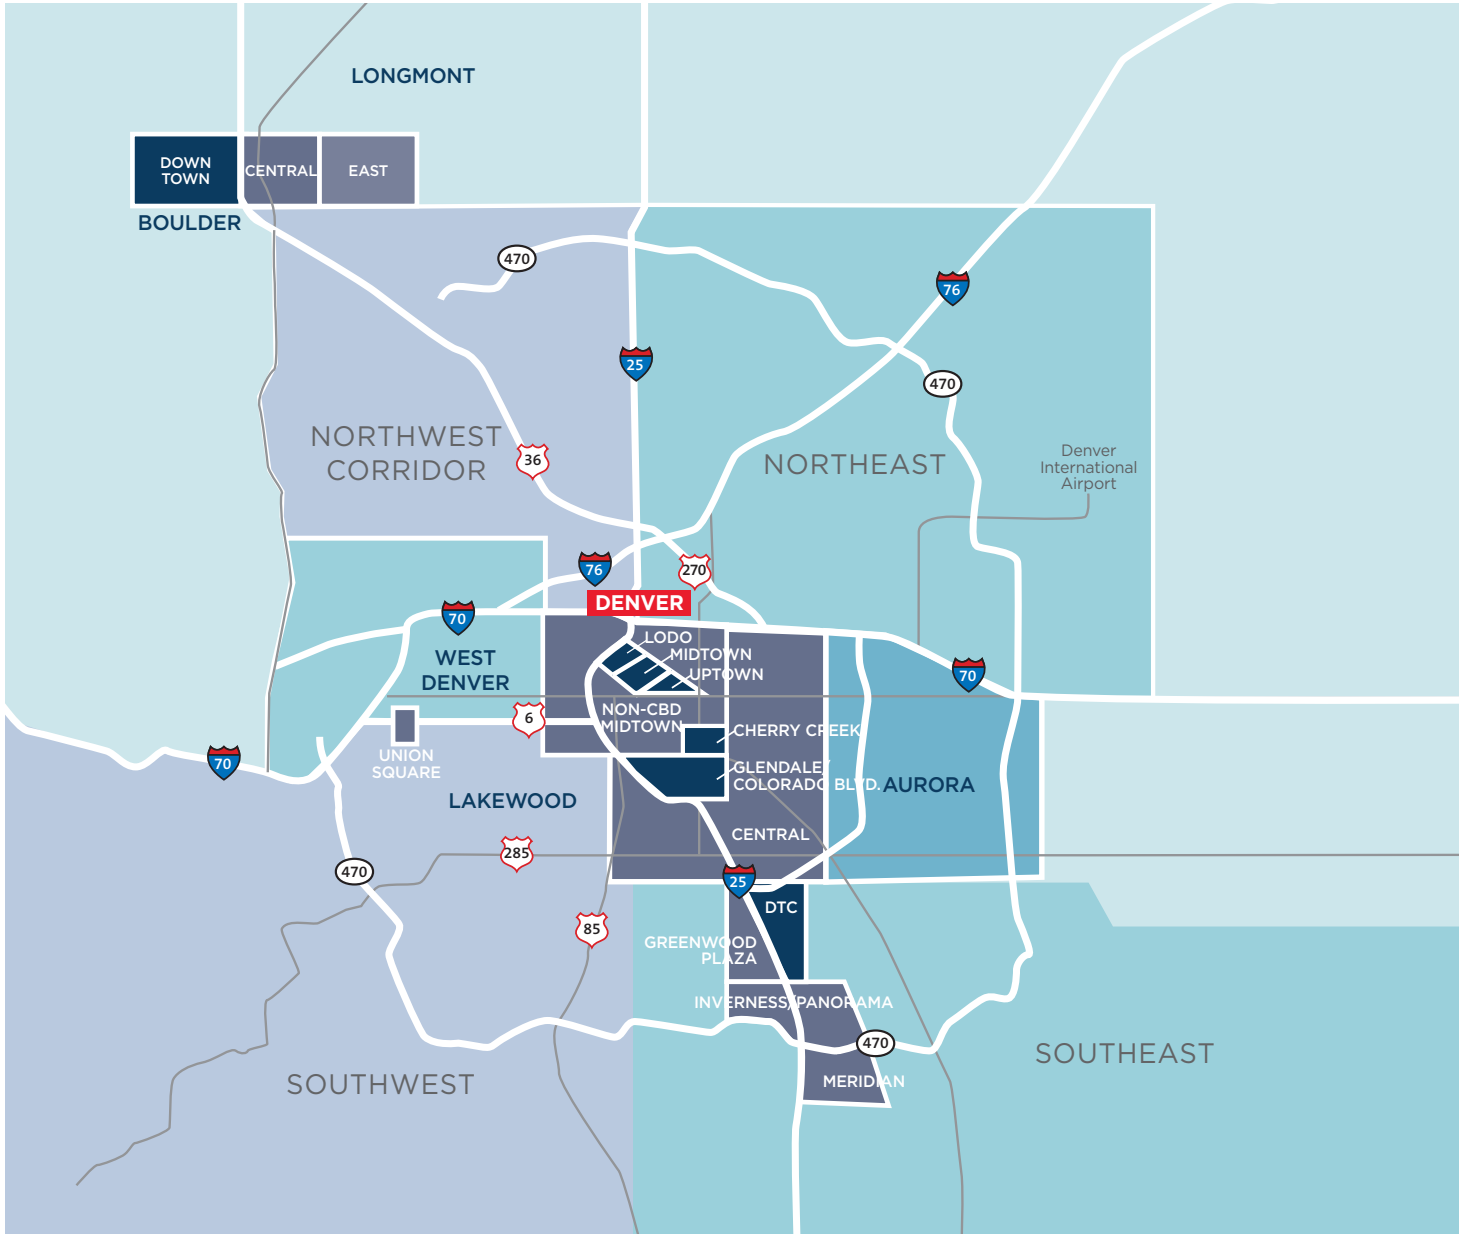 LONGMONT
DOWN
TOWN
CENTRAL
EAST
BOULDER
470
76
25
470
NORTHWEST
CORRIDOR
36
NORTHEAST
Denver
International
Airport
76
270
DENVER
70
LODO
MIDTOWN
UPTOWN
WEST
DENVER
70
NON-CBD
MIDTOWN
6
CHERRY CREEK
UNION
SQUARE
70
GLENDALE/
COLORADO BLVD.
AURORA
LAKEWOOD
CENTRAL
285
470
25
DTC
85
GREENWOOD
PLAZA
INVERNESS/PANORAMA
470
SOUTHEAST
SOUTHWEST
MERIDIAN